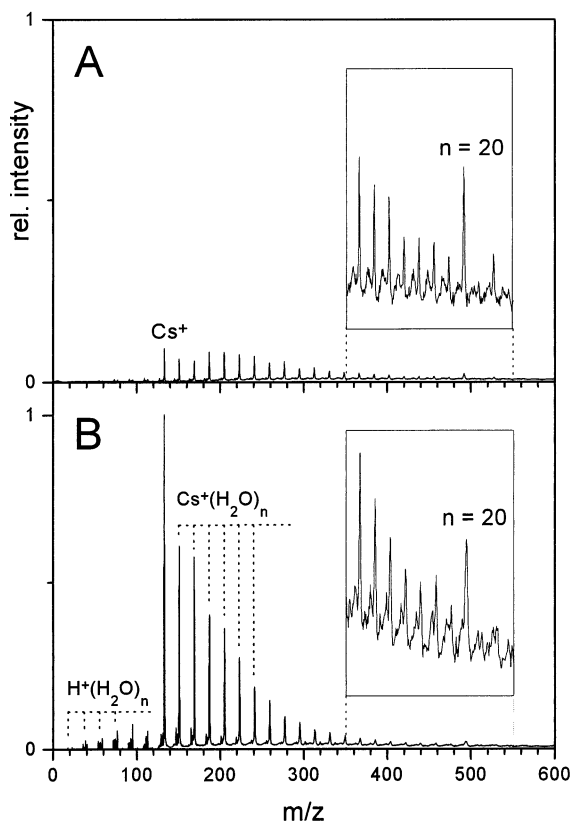 1
A
n = 20
rel. intensity
Cs⁺
0
1
B
Cs⁺(H₂O)ₙ
n = 20
H⁺(H₂O)ₙ
0
0 100 200 300 400 500 600
m/z